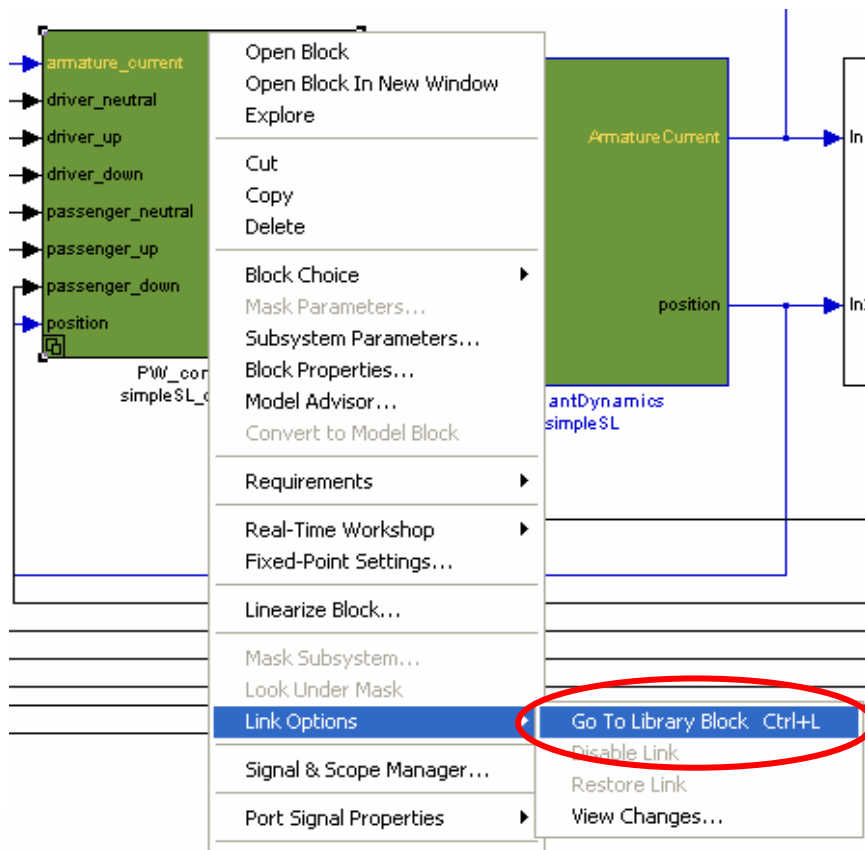 armature_current
driver_neutral
driver_up
driver_down
passenger_neutral
passenger_up
passenger_down
position
PW_con
simpleSL_c
Open Block
Open Block In New Window
Explore
Cut
Copy
Delete
Block Choice
Mask Parameters...
Subsystem Parameters...
Block Properties...
Model Advisor...
Convert to Model Block
Requirements
Real-Time Workshop
Fixed-Point Settings...
Linearize Block...
Mask Subsystem...
Look Under Mask
Link Options
Signal & Scope Manager...
Port Signal Properties
Go To Library Block Ctrl+L
Disable Link
Restore Link
View Changes...
ArmatureCurrent
position
antDynamics
simpleSL
In
In2